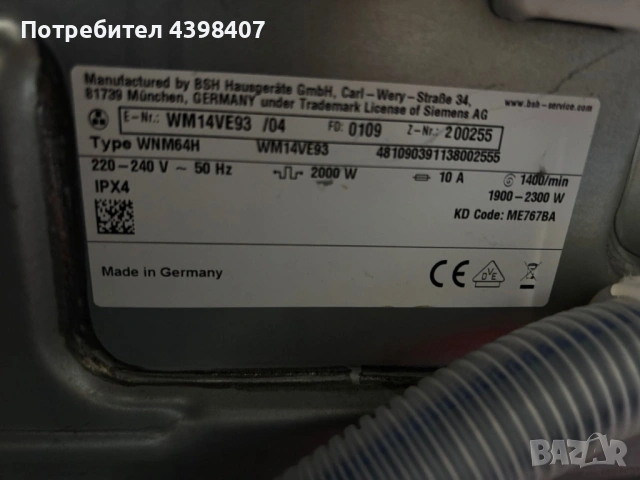 Потребител 4398407
Manufactured by BSH Hausgeräte GmbH, Carl-Wery-Straße 34,
81739 München, GERMANY under Trademark License of Siemens AG
www.bsh-service.com
E-Nr.: WM14VE93 /04 FD: 0109 Z-Nr.: 200255
Type WNM64H WM14VE93 481090391138002555
220-240 V ~ 50 Hz 2000 W 10 A 1400/min
IPX4 1900-2300 W
KD Code: ME767BA
Made in Germany CE DVE
BAZAR